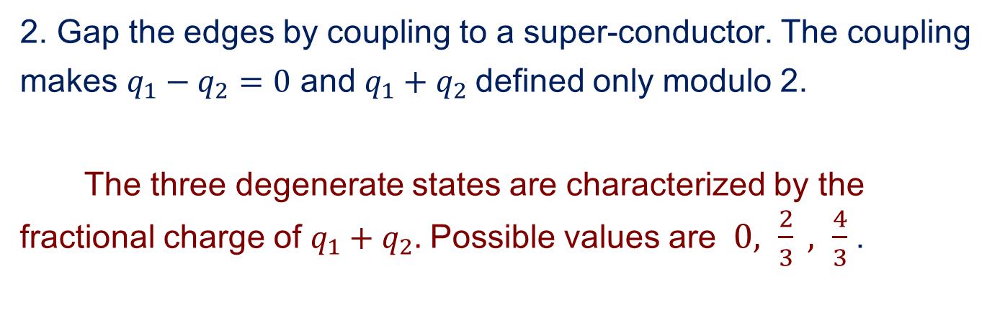 2. Gap the edges by coupling to a super-conductor. The coupling
makes q₁ − q₂ = 0 and q₁ + q₂ defined only modulo 2.
The three degenerate states are characterized by the
fractional charge of q₁ + q₂. Possible values are 0, 2/3 , 4/3 .